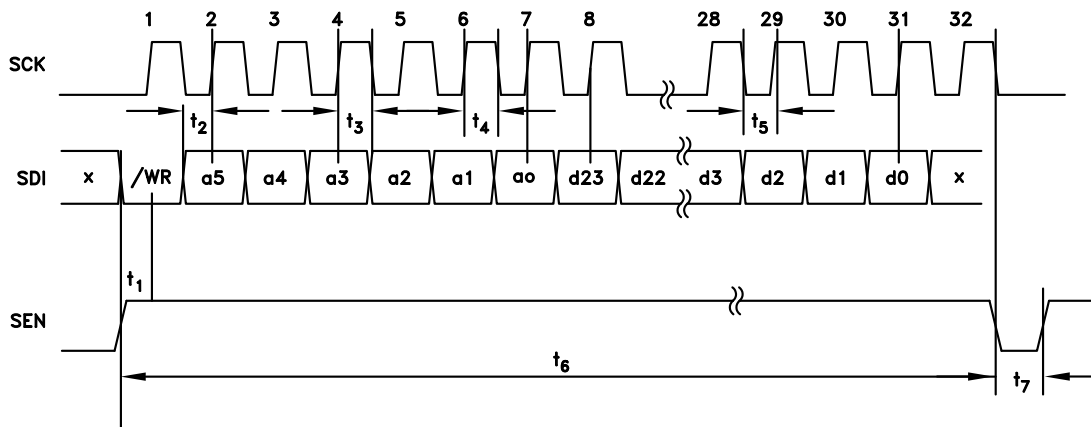 1 2 3 4 5 6 7 8 28 29 30 31 32
SCK
t2 t3 t4 t5
SDI x /WR a5 a4 a3 a2 a1 ao d23 d22 d3 d2 d1 d0 x
t1
SEN
t6
t7